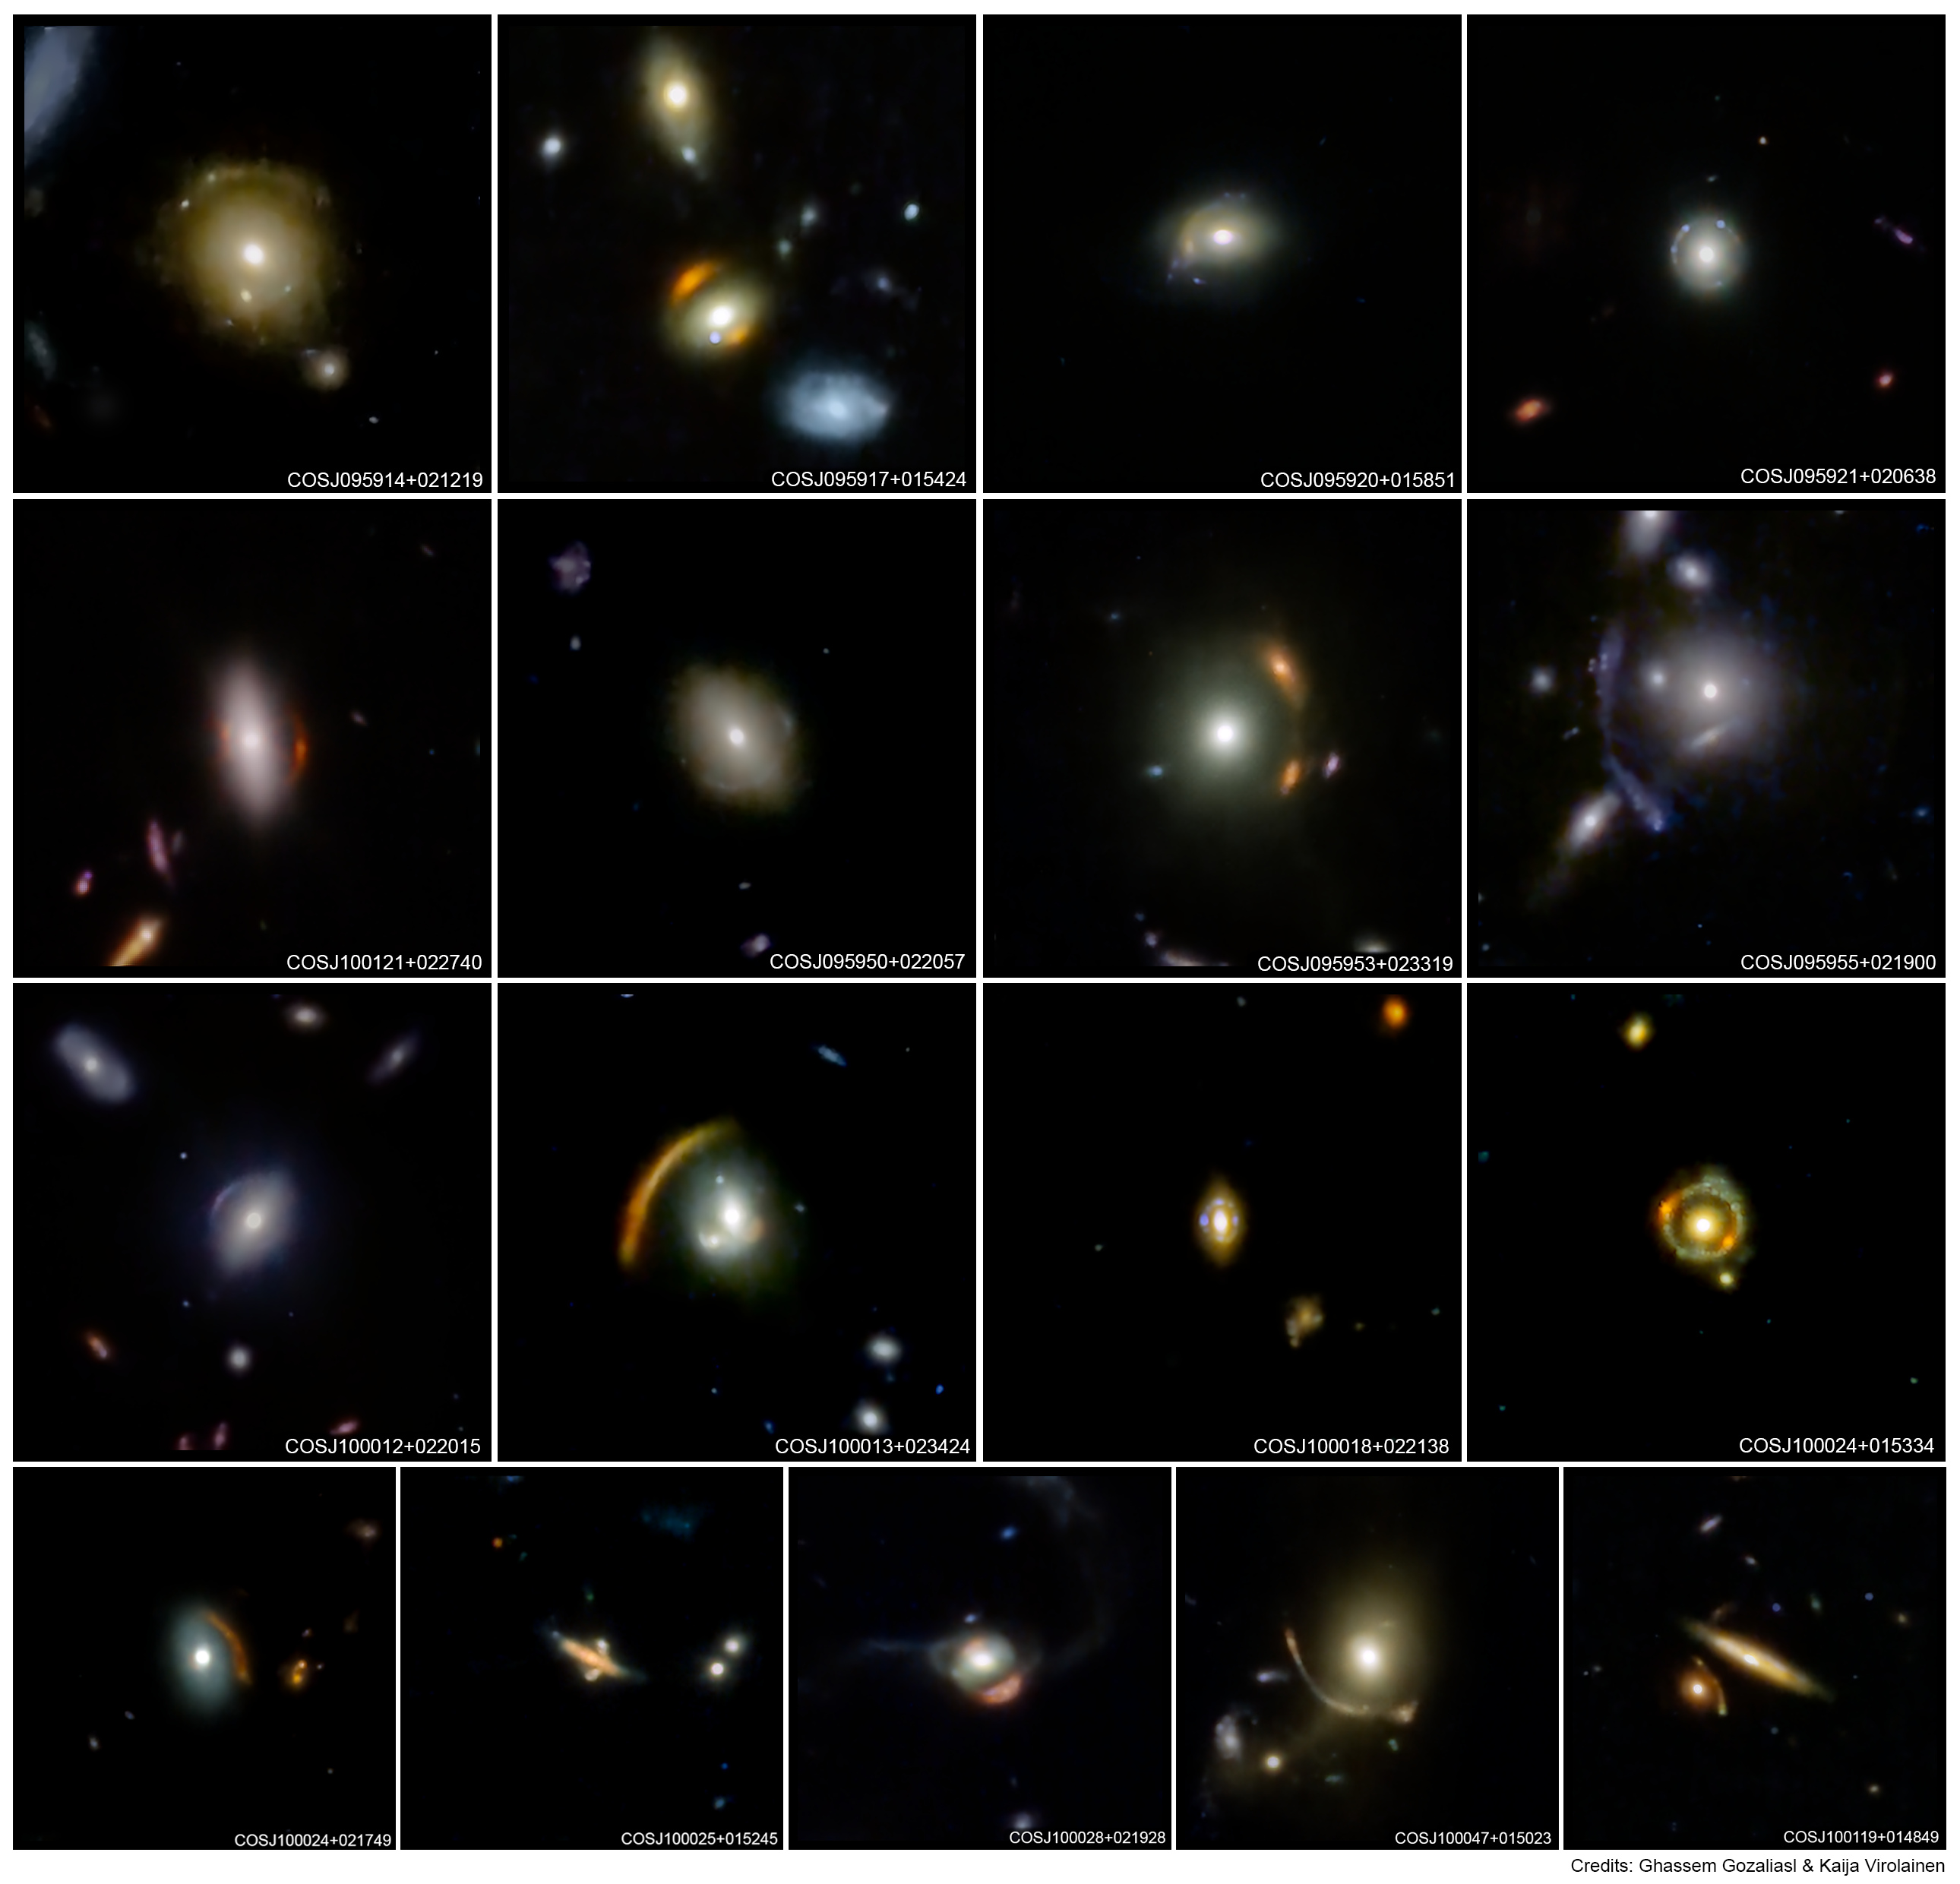 COSJ095914+021219
COSJ095917+015424
COSJ095920+015851
COSJ095921+020638
COSJ100121+022740
COSJ095950+022057
COSJ095953+023319
COSJ095955+021900
COSJ100012+022015
COSJ100013+023424
COSJ100018+022138
COSJ100024+015334
COSJ100024+021749
COSJ100025+015245
COSJ100028+021928
COSJ100047+015023
COSJ100119+014849
Credits: Ghassem Gozaliasl & Kaija Virolainen